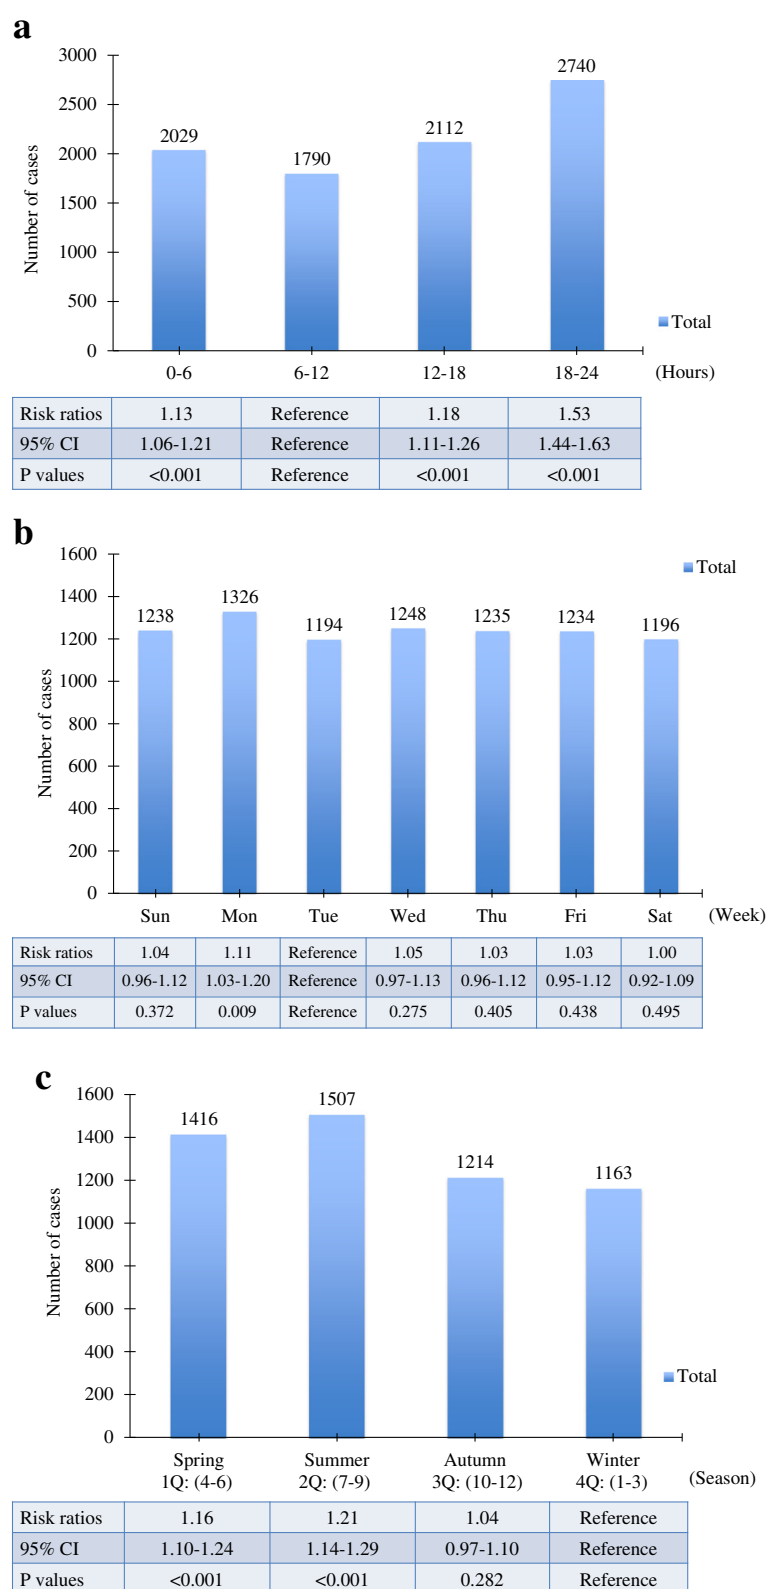 a
3000
2500
2000
1500
1000
500
0
Number of cases
2029
1790
2112
2740
Total
0-6 6-12 12-18 18-24 (Hours)
Risk ratios 1.13 Reference 1.18 1.53
95% CI 1.06-1.21 Reference 1.11-1.26 1.44-1.63
P values <0.001 Reference <0.001 <0.001
b
1600
1400
1200
1000
800
600
400
200
0
Number of cases
Total
1238
1326
1194
1248
1235
1234
1196
Sun Mon Tue Wed Thu Fri Sat (Week)
Risk ratios 1.04 1.11 Reference 1.05 1.03 1.03 1.00
95% CI 0.96-1.12 1.03-1.20 Reference 0.97-1.13 0.96-1.12 0.95-1.12 0.92-1.09
P values 0.372 0.009 Reference 0.275 0.405 0.438 0.495
c
1600
1400
1200
1000
800
600
400
200
0
Number of cases
1416
1507
1214
1163
Total
Spring Summer Autumn Winter
1Q: (4-6) 2Q: (7-9) 3Q: (10-12) 4Q: (1-3) (Season)
Risk ratios 1.16 1.21 1.04 Reference
95% CI 1.10-1.24 1.14-1.29 0.97-1.10 Reference
P values <0.001 <0.001 0.282 Reference